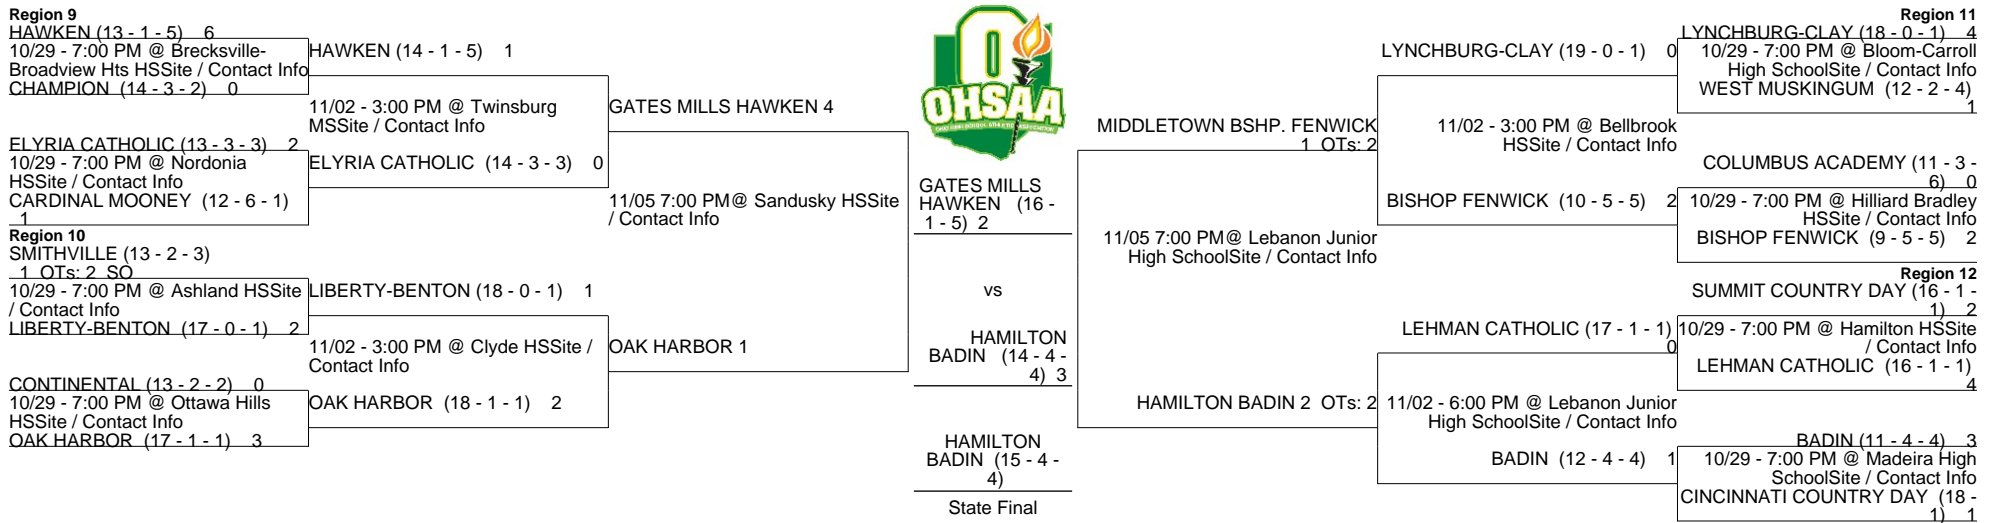 Region 9
HAWKEN (13 - 1 - 5) 6
10/29 - 7:00 PM @ Brecksville-
Broadview Hts HSSite / Contact Info
CHAMPION (14 - 3 - 2) 0
ELYRIA CATHOLIC (13 - 3 - 3) 2
10/29 - 7:00 PM @ Nordonia
HSSite / Contact Info
CARDINAL MOONEY (12 - 6 - 1)
1
Region 10
SMITHVILLE (13 - 2 - 3)
1 OTs: 2 SO
10/29 - 7:00 PM @ Ashland HSSite
/ Contact Info
LIBERTY-BENTON (17 - 0 - 1) 2
CONTINENTAL (13 - 2 - 2) 0
10/29 - 7:00 PM @ Ottawa Hills
HSSite / Contact Info
OAK HARBOR (17 - 1 - 1) 3
HAWKEN (14 - 1 - 5) 1
11/02 - 3:00 PM @ Twinsburg
MSSite / Contact Info
ELYRIA CATHOLIC (14 - 3 - 3) 0
LIBERTY-BENTON (18 - 0 - 1) 1
11/02 - 3:00 PM @ Clyde HSSite /
Contact Info
OAK HARBOR (18 - 1 - 1) 2
GATES MILLS HAWKEN 4
11/05 7:00 PM@ Sandusky HSSite
/ Contact Info
OAK HARBOR 1
OHSAA
GATES MILLS
HAWKEN (16 -
1 - 5) 2
vs
HAMILTON
BADIN (14 - 4 -
4) 3
HAMILTON
BADIN (15 - 4 -
4)
State Final
MIDDLETOWN BSHP. FENWICK
1 OTs: 2
11/05 7:00 PM@ Lebanon Junior
High SchoolSite / Contact Info
HAMILTON BADIN 2 OTs: 2
LYNCHBURG-CLAY (19 - 0 - 1) 0
11/02 - 3:00 PM @ Bellbrook
HSSite / Contact Info
BISHOP FENWICK (10 - 5 - 5) 2
LEHMAN CATHOLIC (17 - 1 - 1)
0
11/02 - 6:00 PM @ Lebanon Junior
High SchoolSite / Contact Info
BADIN (12 - 4 - 4) 1
Region 11
LYNCHBURG-CLAY (18 - 0 - 1) 4
10/29 - 7:00 PM @ Bloom-Carroll
High SchoolSite / Contact Info
WEST MUSKINGUM (12 - 2 - 4)
1
COLUMBUS ACADEMY (11 - 3 -
6) 0
10/29 - 7:00 PM @ Hilliard Bradley
HSSite / Contact Info
BISHOP FENWICK (9 - 5 - 5) 2
Region 12
SUMMIT COUNTRY DAY (16 - 1 -
1) 2
10/29 - 7:00 PM @ Hamilton HSSite
/ Contact Info
LEHMAN CATHOLIC (16 - 1 - 1)
4
BADIN (11 - 4 - 4) 3
10/29 - 7:00 PM @ Madeira High
SchoolSite / Contact Info
CINCINNATI COUNTRY DAY (18 -
1) 1